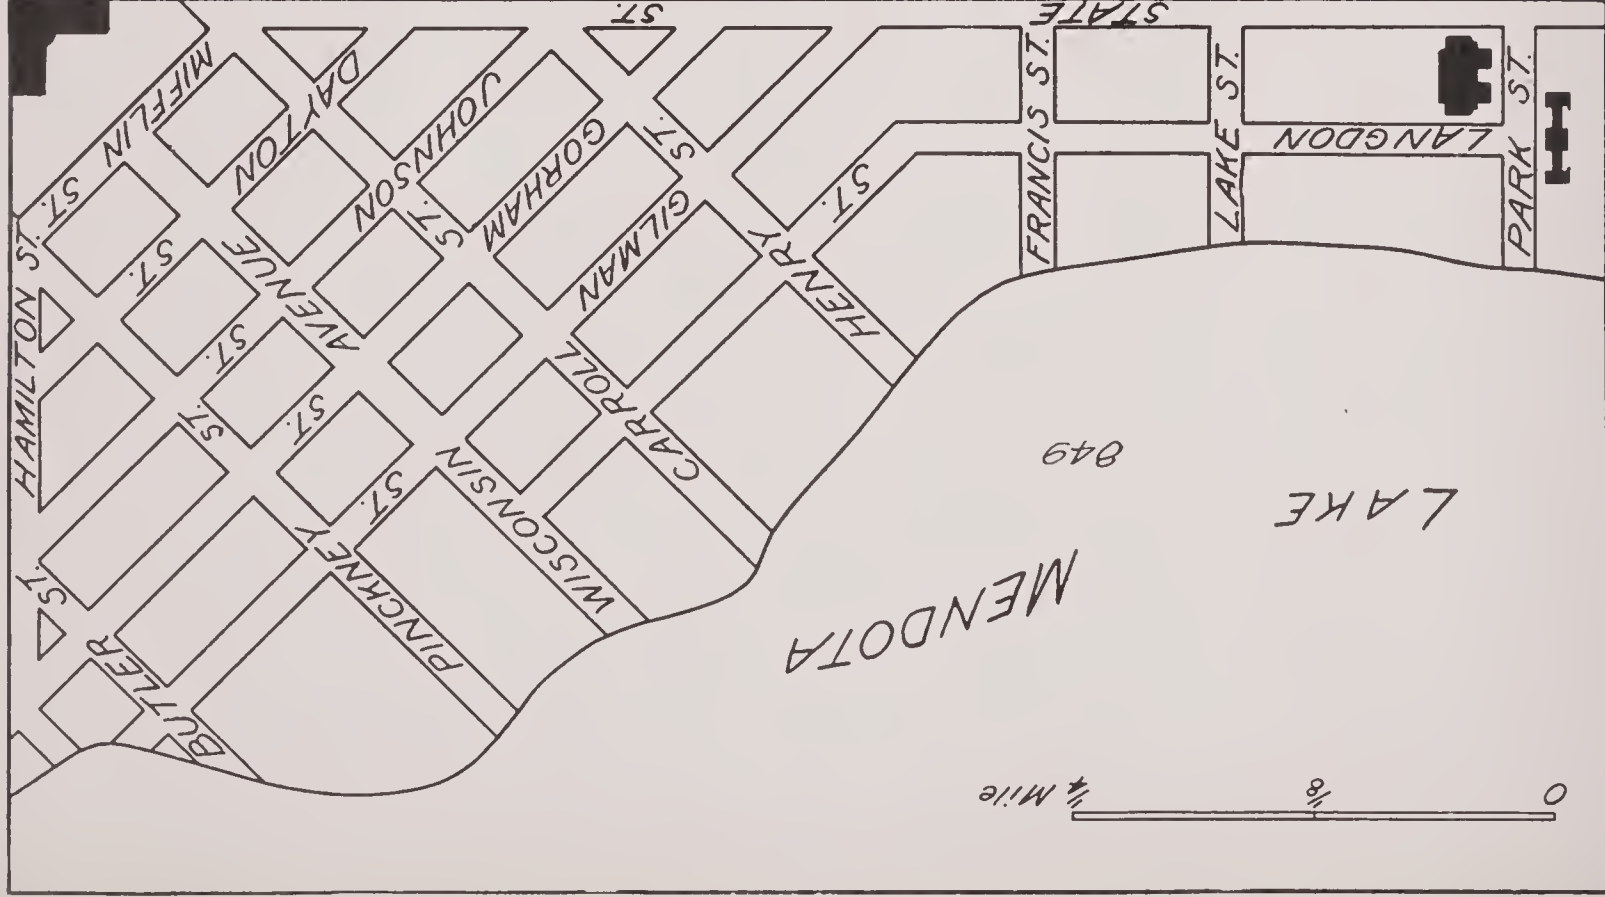 0 1/8 1/4 Mile
LAKE
MENDOTA
849
PARK ST.
LAKE ST.
FRANCIS ST.
LANGDON ST.
HENRY ST.
CARROLL ST.
WISCONSIN AVENUE
PINCKNEY ST.
BUTLER ST.
GILMAN ST.
GORHAM ST.
JOHNSON ST.
DAYTON ST.
MIFFLIN ST.
HAMILTON ST.
STATE ST.